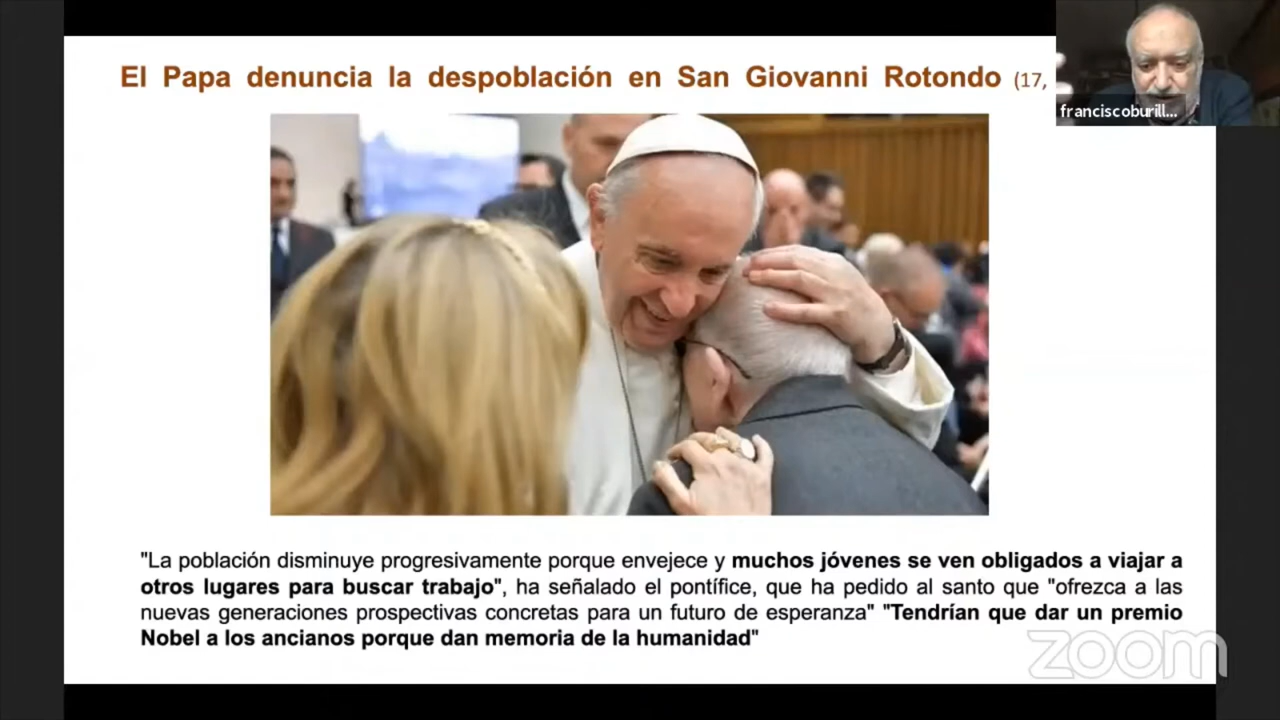 El Papa denuncia la despoblación en San Giovanni Rotondo (17,
franciscoburill...
"La población disminuye progresivamente porque envejece y muchos jóvenes se ven obligados a viajar a
otros lugares para buscar trabajo", ha señalado el pontífice, que ha pedido al santo que "ofrezca a las
nuevas generaciones prospectivas concretas para un futuro de esperanza" "Tendrían que dar un premio
Nobel a los ancianos porque dan memoria de la humanidad"
zoom